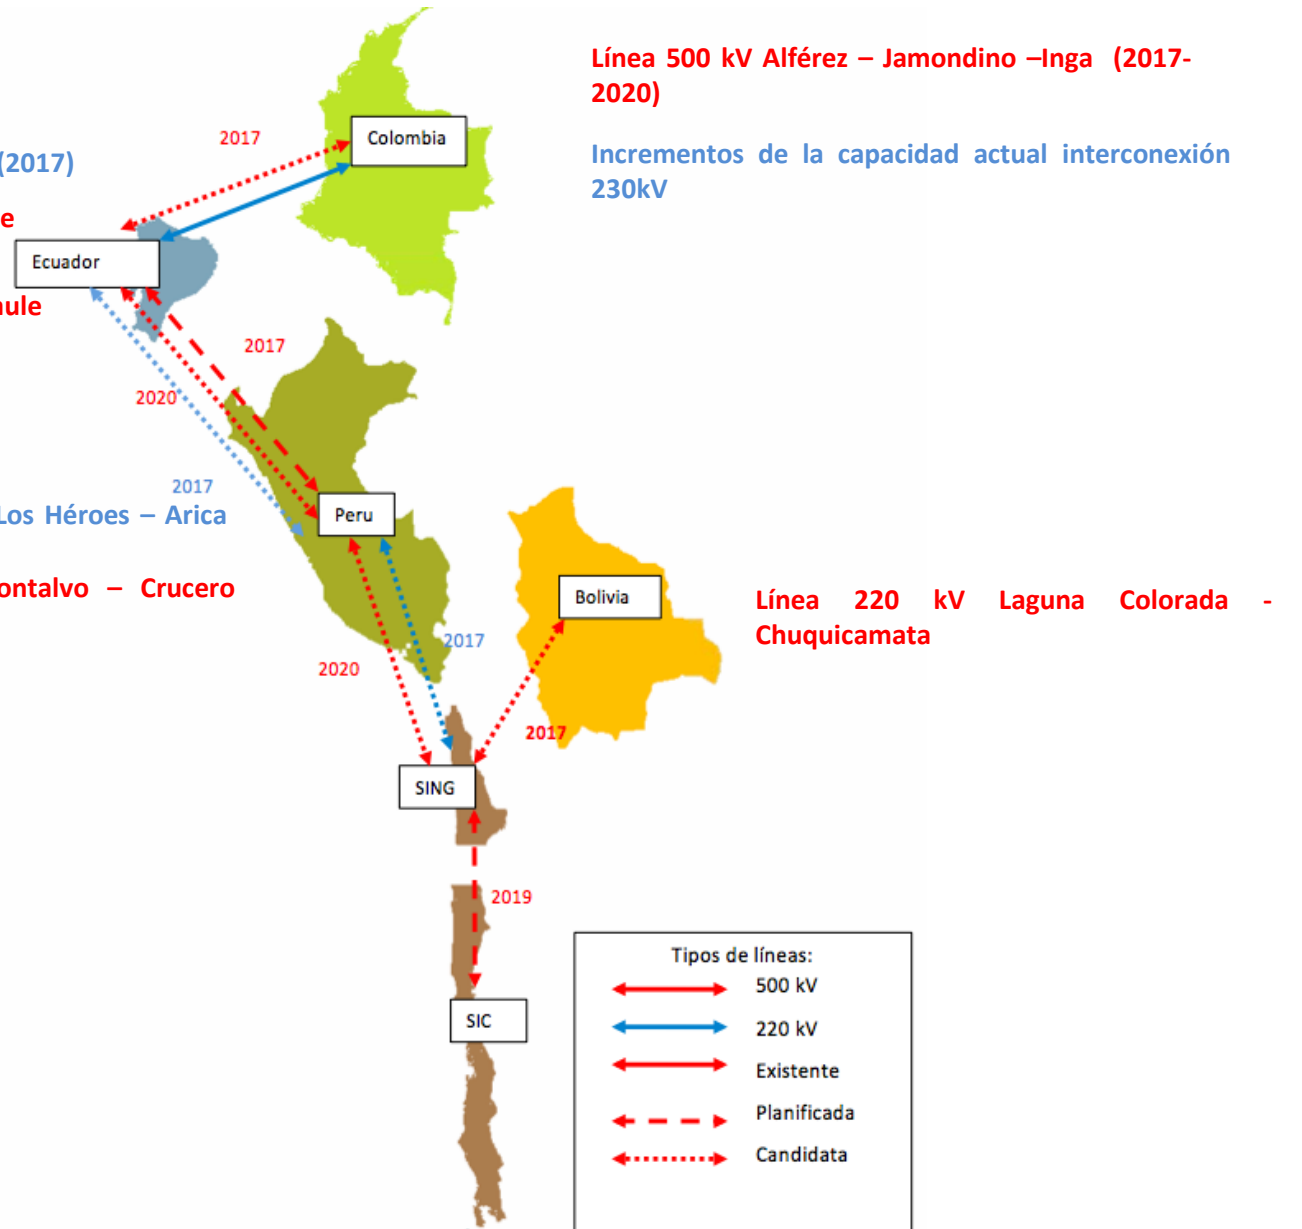 Línea 500 kV Alférez – Jamondino –Inga (2017-
2020)
Incrementos de la capacidad actual interconexión
230kV
2017
Colombia
(2017)
e
Ecuador
2017
2020
2017
Los Héroes – Arica
Peru
– Crucero
2017
2020
Bolivia
Línea 220 kV Laguna Colorada -
Chuquicamata
2017
SING
2019
SIC
Tipos de líneas:
500 kV
220 kV
Existente
Planificada
Candidata